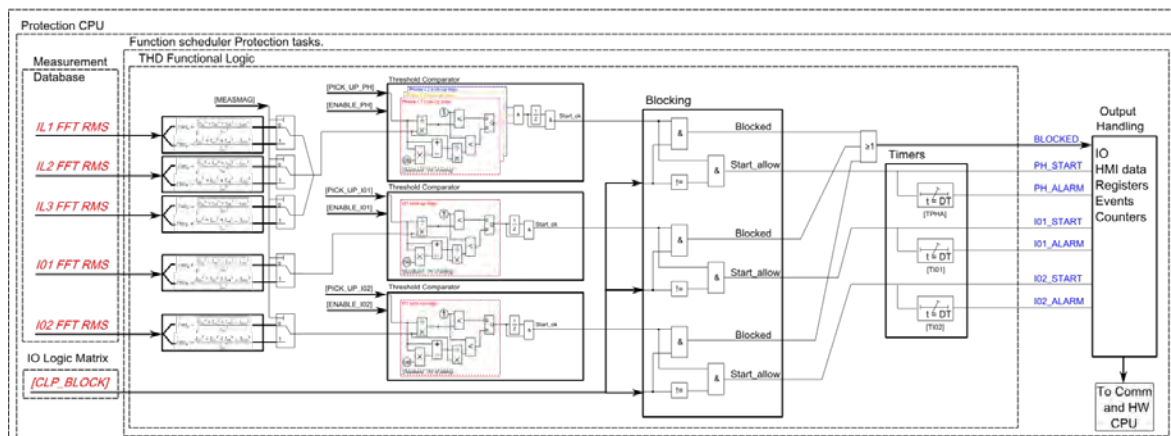 Protection CPU
Function scheduler Protection tasks.
Measurement
Database
THD Functional Logic
IL1 FFT RMS
IL2 FFT RMS
IL3 FFT RMS
I01 FFT RMS
I02 FFT RMS
IO Logic Matrix
[CLP_BLOCK]
[MEASMAG]
Threshold Comparator
[PICK_UP_PH]
[ENABLE_PH]
Start_ok
Threshold Comparator
[PICK_UP_I01]
[ENABLE_I01]
Start_ok
Threshold Comparator
[PICK_UP_I02]
[ENABLE_I02]
Start_ok
Blocking
&
Blocked
&
Start_allow
!=
&
Blocked
&
Start_allow
!=
&
Blocked
&
Start_allow
!=
≥1
Timers
t = DT
[TPHA]
t = DT
[TI01]
t = DT
[TI02]
BLOCKED
PH_START
PH_ALARM
I01_START
I01_ALARM
I02_START
I02_ALARM
Output
Handling
IO
HMI data
Registers
Events
Counters
To Comm
and HW
CPU